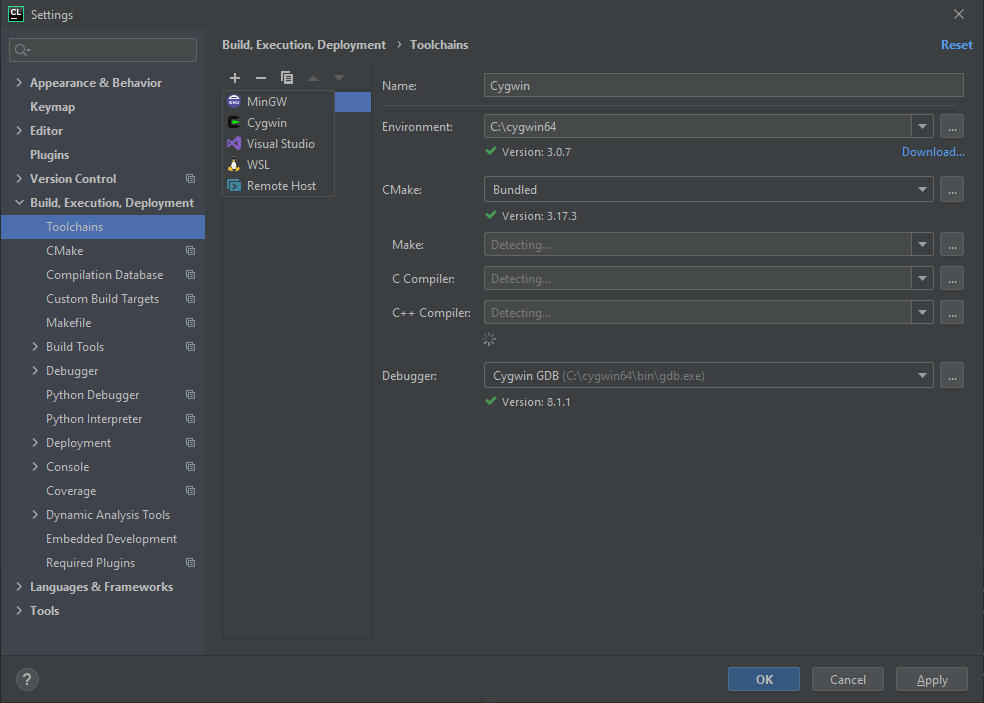 CL Settings
Build, Execution, Deployment › Toolchains
Reset
Appearance & Behavior
Keymap
Editor
Plugins
Version Control
Build, Execution, Deployment
Toolchains
CMake
Compilation Database
Custom Build Targets
Makefile
Build Tools
Debugger
Python Debugger
Python Interpreter
Deployment
Console
Coverage
Dynamic Analysis Tools
Embedded Development
Required Plugins
Languages & Frameworks
Tools
MinGW
Cygwin
Visual Studio
WSL
Remote Host
Name: Cygwin
Environment: C:\cygwin64 ...
Version: 3.0.7 Download...
CMake: Bundled ...
Version: 3.17.3
Make: Detecting... ...
C Compiler: Detecting... ...
C++ Compiler: Detecting... ...
Debugger: Cygwin GDB (C:\cygwin64\bin\gdb.exe) ...
Version: 8.1.1
? OK Cancel Apply